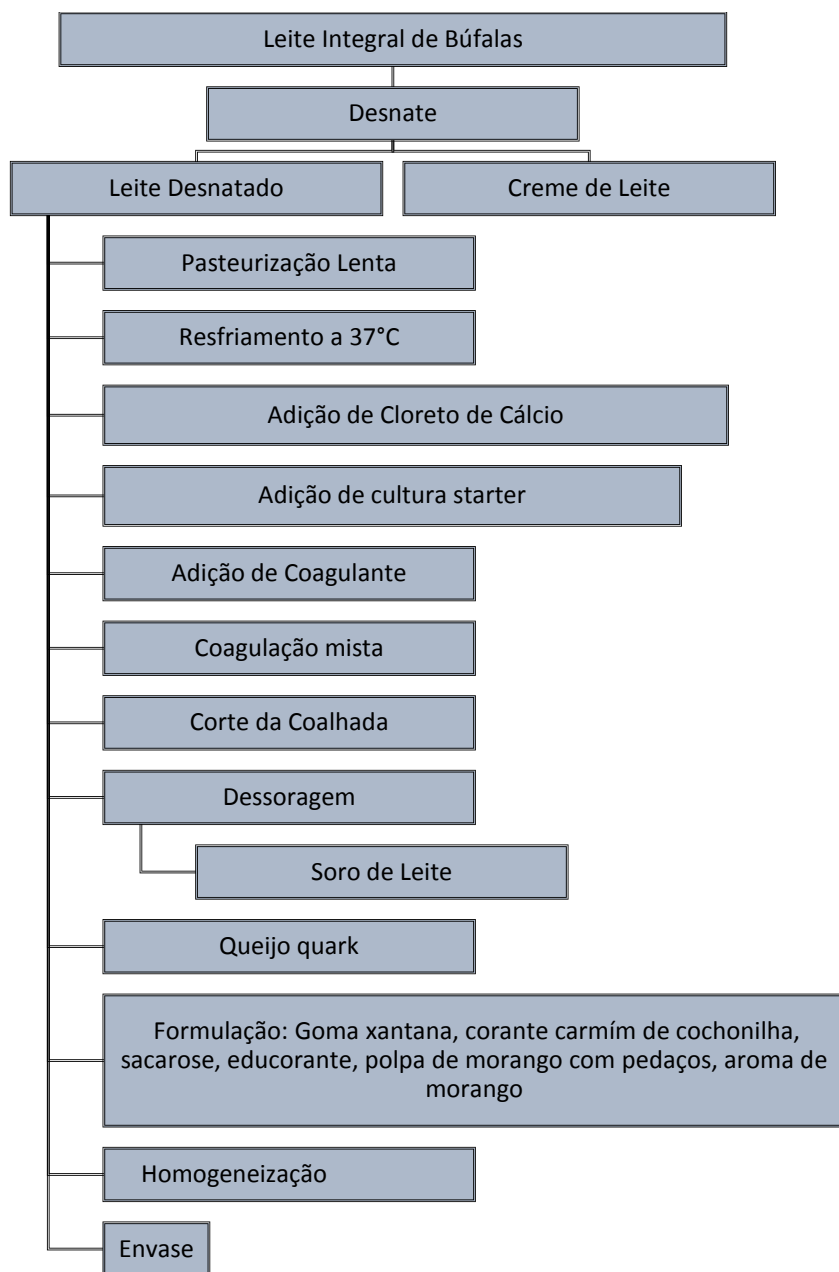 Leite Integral de Búfalas
Desnate
Leite Desnatado
Creme de Leite
Pasteurização Lenta
Resfriamento a 37°C
Adição de Cloreto de Cálcio
Adição de cultura starter
Adição de Coagulante
Coagulação mista
Corte da Coalhada
Dessoragem
Soro de Leite
Queijo quark
Formulação: Goma xantana, corante carmím de cochonilha,
sacarose, educorante, polpa de morango com pedaços, aroma de
morango
Homogeneização
Envase